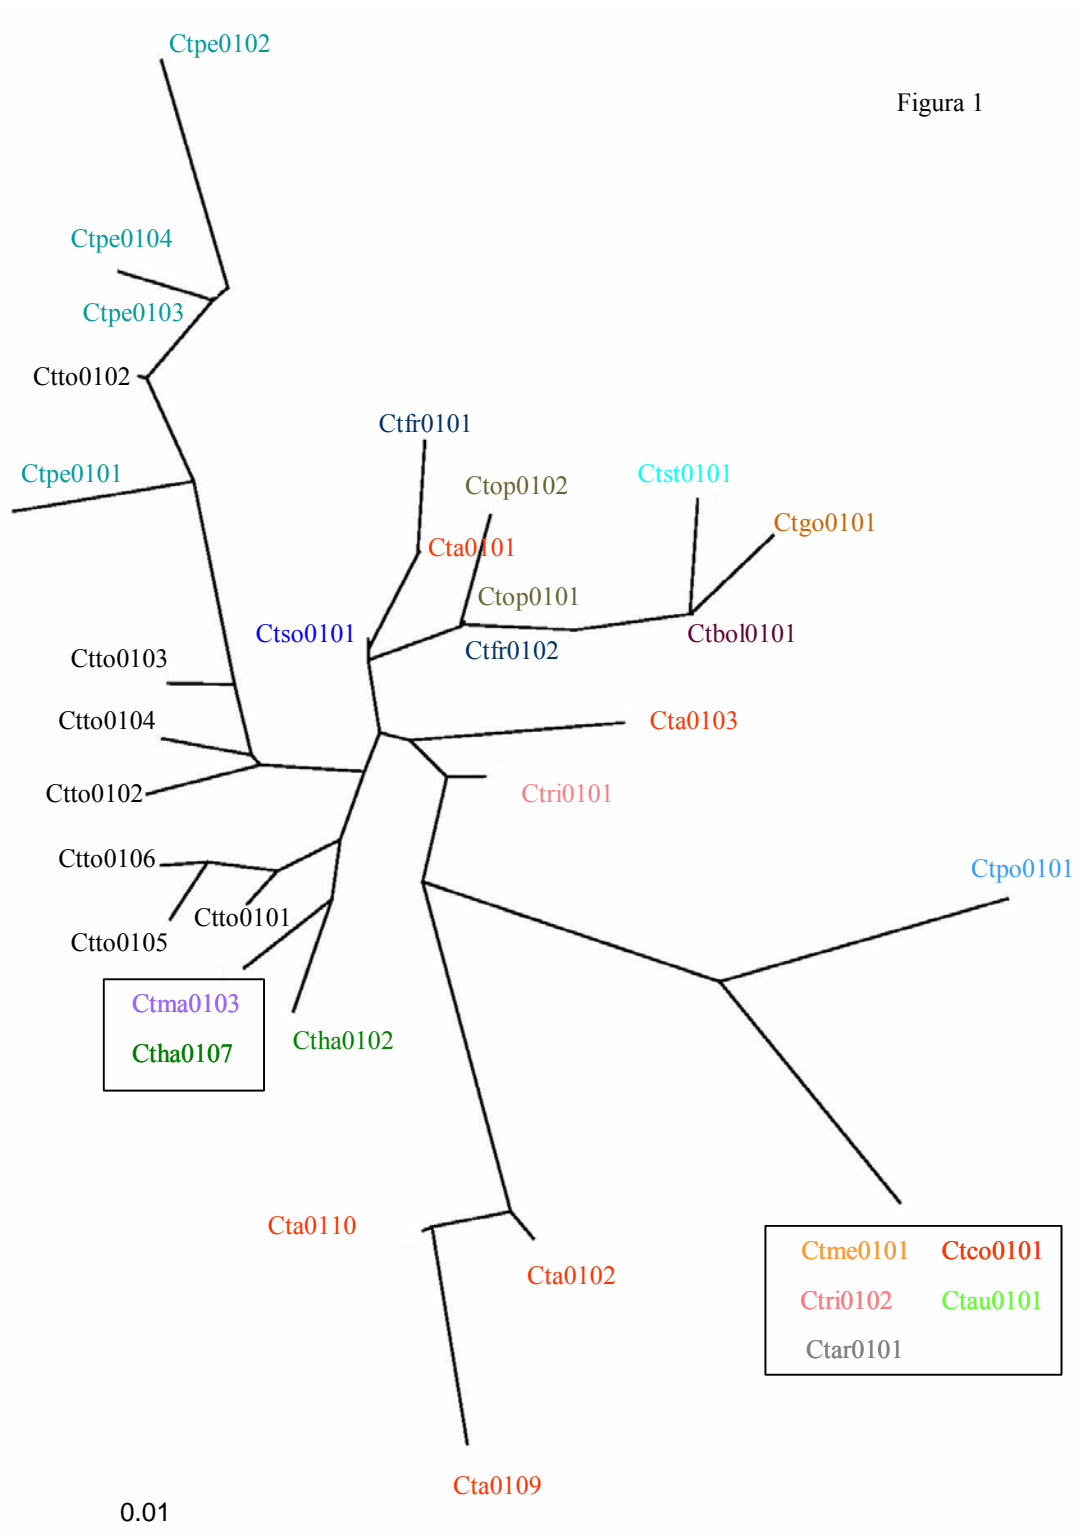 Ctpe0102
Figura 1
Ctpe0104
Ctpe0103
Ctto0102
Ctfr0101
Ctpe0101
Ctop0102
Ctst0101
Ctgo0101
Cta0101
Ctop0101
Ctso0101
Ctbol0101
Ctfr0102
Ctto0103
Ctto0104
Cta0103
Ctto0102
Ctri0101
Ctto0106
Ctpo0101
Ctto0101
Ctto0105
Ctma0103
Ctha0107
Ctha0102
Cta0110
Cta0102
Ctme0101 Ctco0101
Ctri0102 Ctau0101
Ctar0101
Cta0109
0.01